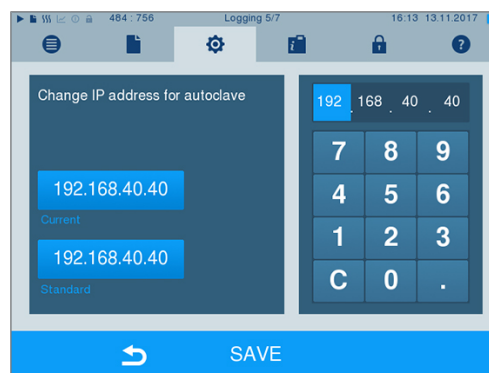 484 : 756 Logging 5/7 16:13 13.11.2017
i ?
Change IP address for autoclave
192.168.40.40
Current
192.168.40.40
Standard
192.168.40.40
7 8 9
4 5 6
1 2 3
C 0 .
SAVE